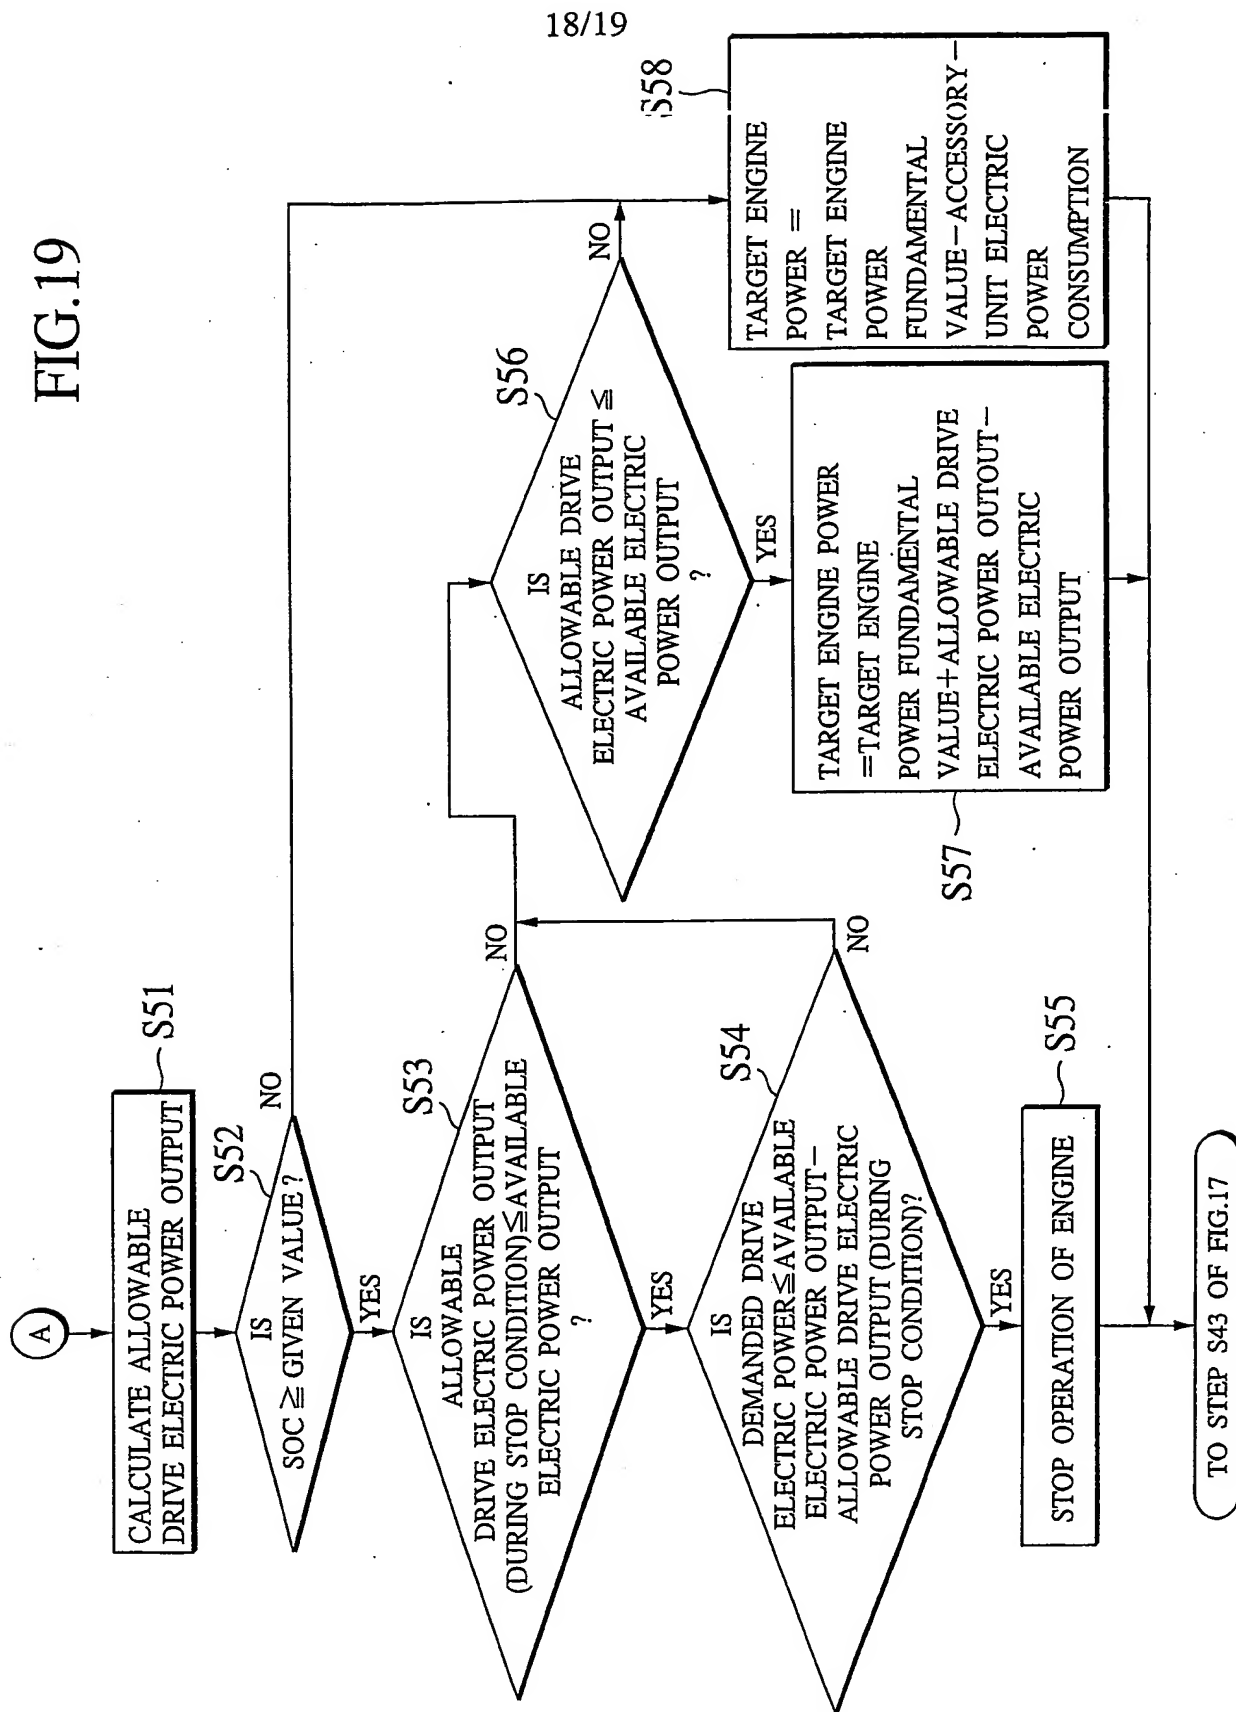 18/19
FIG.19
A
CALCULATE ALLOWABLE
DRIVE ELECTRIC POWER OUTPUT
S51
IS
SOC≧GIVEN VALUE?
S52
NO
YES
IS
ALLOWABLE
DRIVE ELECTRIC POWER OUTPUT
(DURING STOP CONDITION)≦AVAILABLE
ELECTRIC POWER OUTPUT
?
S53
NO
YES
IS
DEMANDED DRIVE
ELECTRIC POWER≦AVAILABLE
ELECTRIC POWER OUTPUT−
ALLOWABLE DRIVE ELECTRIC
POWER OUTPUT (DURING
STOP CONDITION)?
S54
NO
YES
STOP OPERATION OF ENGINE
S55
IS
ALLOWABLE DRIVE
ELECTRIC POWER OUTPUT≦
AVAILABLE ELECTRIC
POWER OUTPUT
?
S56
NO
YES
TARGET ENGINE POWER
=TARGET ENGINE
POWER FUNDAMENTAL
VALUE+ALLOWABLE DRIVE
ELECTRIC POWER OUTOUT−
AVAILABLE ELECTRIC
POWER OUTPUT
S57
TARGET ENGINE
POWER =
TARGET ENGINE
POWER
FUNDAMENTAL
VALUE−ACCESSORY−
UNIT ELECTRIC
POWER
CONSUMPTION
S58
TO STEP S43 OF FIG.17